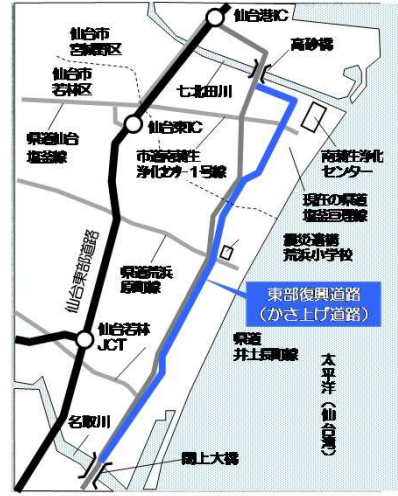 仙台港IC
仙台市
宮城野区
高砂橋
仙台市
若林区
七北田川
仙台東IC
県道仙台
塩釜線
市道南蒲生
浄化センター1号線
南蒲生浄化
センター
現在の県道
塩釜亘理線
震災遺構
荒浜小学校
仙台東部道路
県道荒浜
原町線
東部復興道路
(かさ上げ道路)
仙台若林
JCT
県道
井土長町線
太平洋(仙台湾)
名取川
閖上大橋